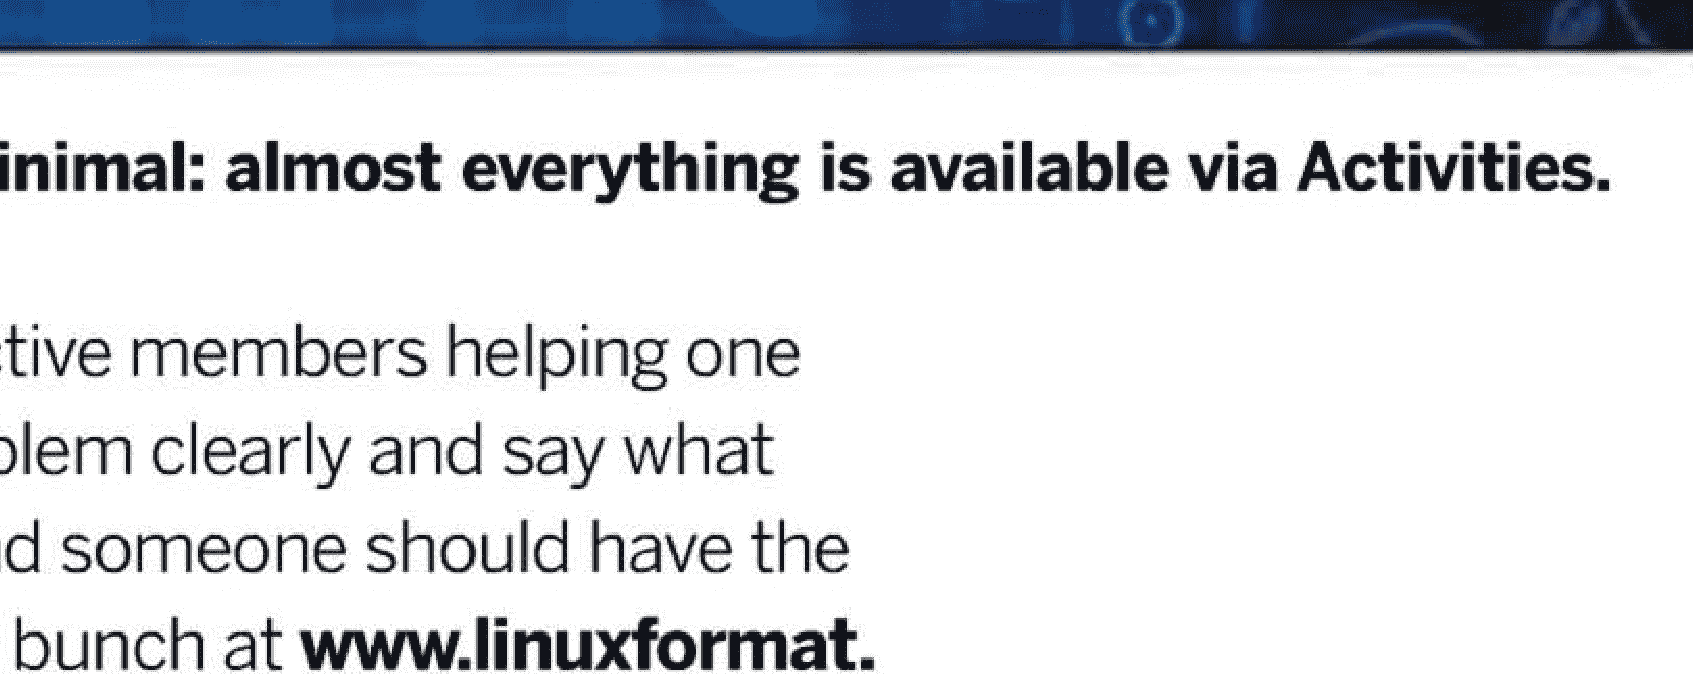 inimal: almost everything is available via Activities.
ctive members helping one
blem clearly and say what
d someone should have the
bunch at www.linuxformat.